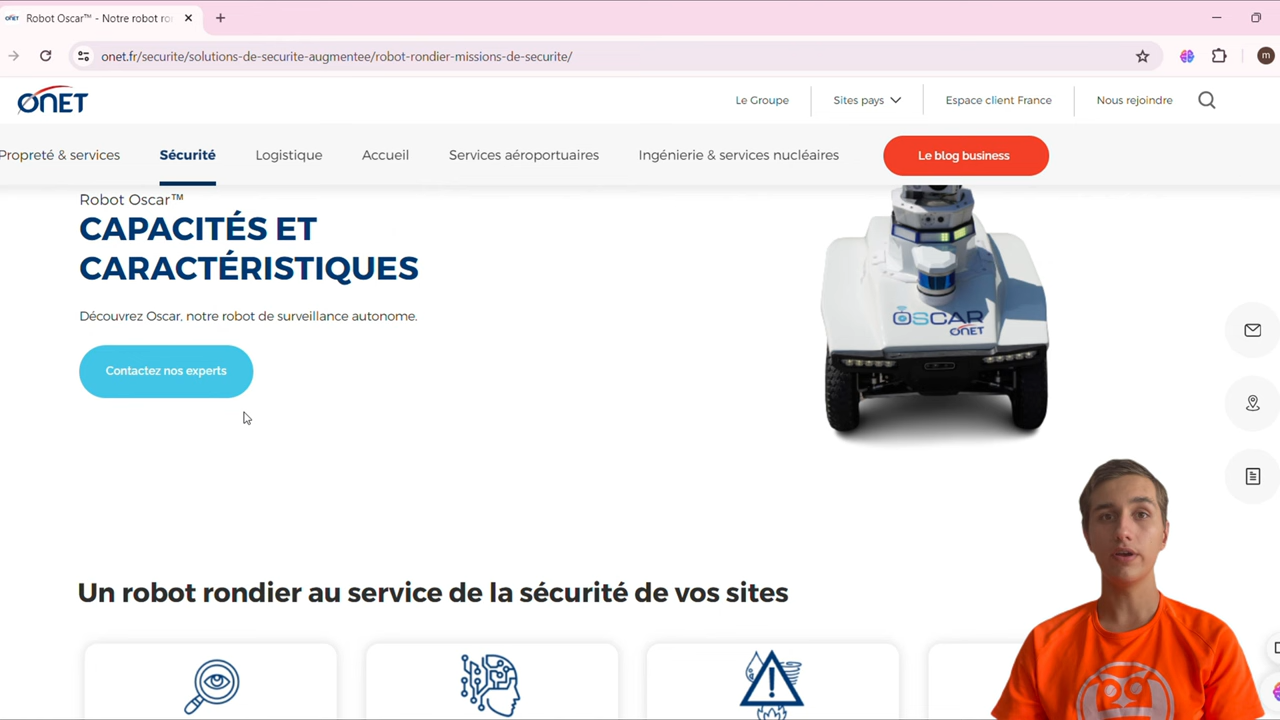 ONET
Robot Oscar™ - Notre robot ro
onet.fr/securite/solutions-de-securite-augmentee/robot-rondier-missions-de-securite/
m
ONET
Le Groupe
Sites pays
Espace client France
Nous rejoindre
Propreté & services
Sécurité
Logistique
Accueil
Services aéroportuaires
Ingénierie & services nucléaires
Le blog business
Robot Oscar™
CAPACITÉS ET
CARACTÉRISTIQUES
Découvrez Oscar, notre robot de surveillance autonome.
Contactez nos experts
OSCAR
ONET
Un robot rondier au service de la sécurité de vos sites